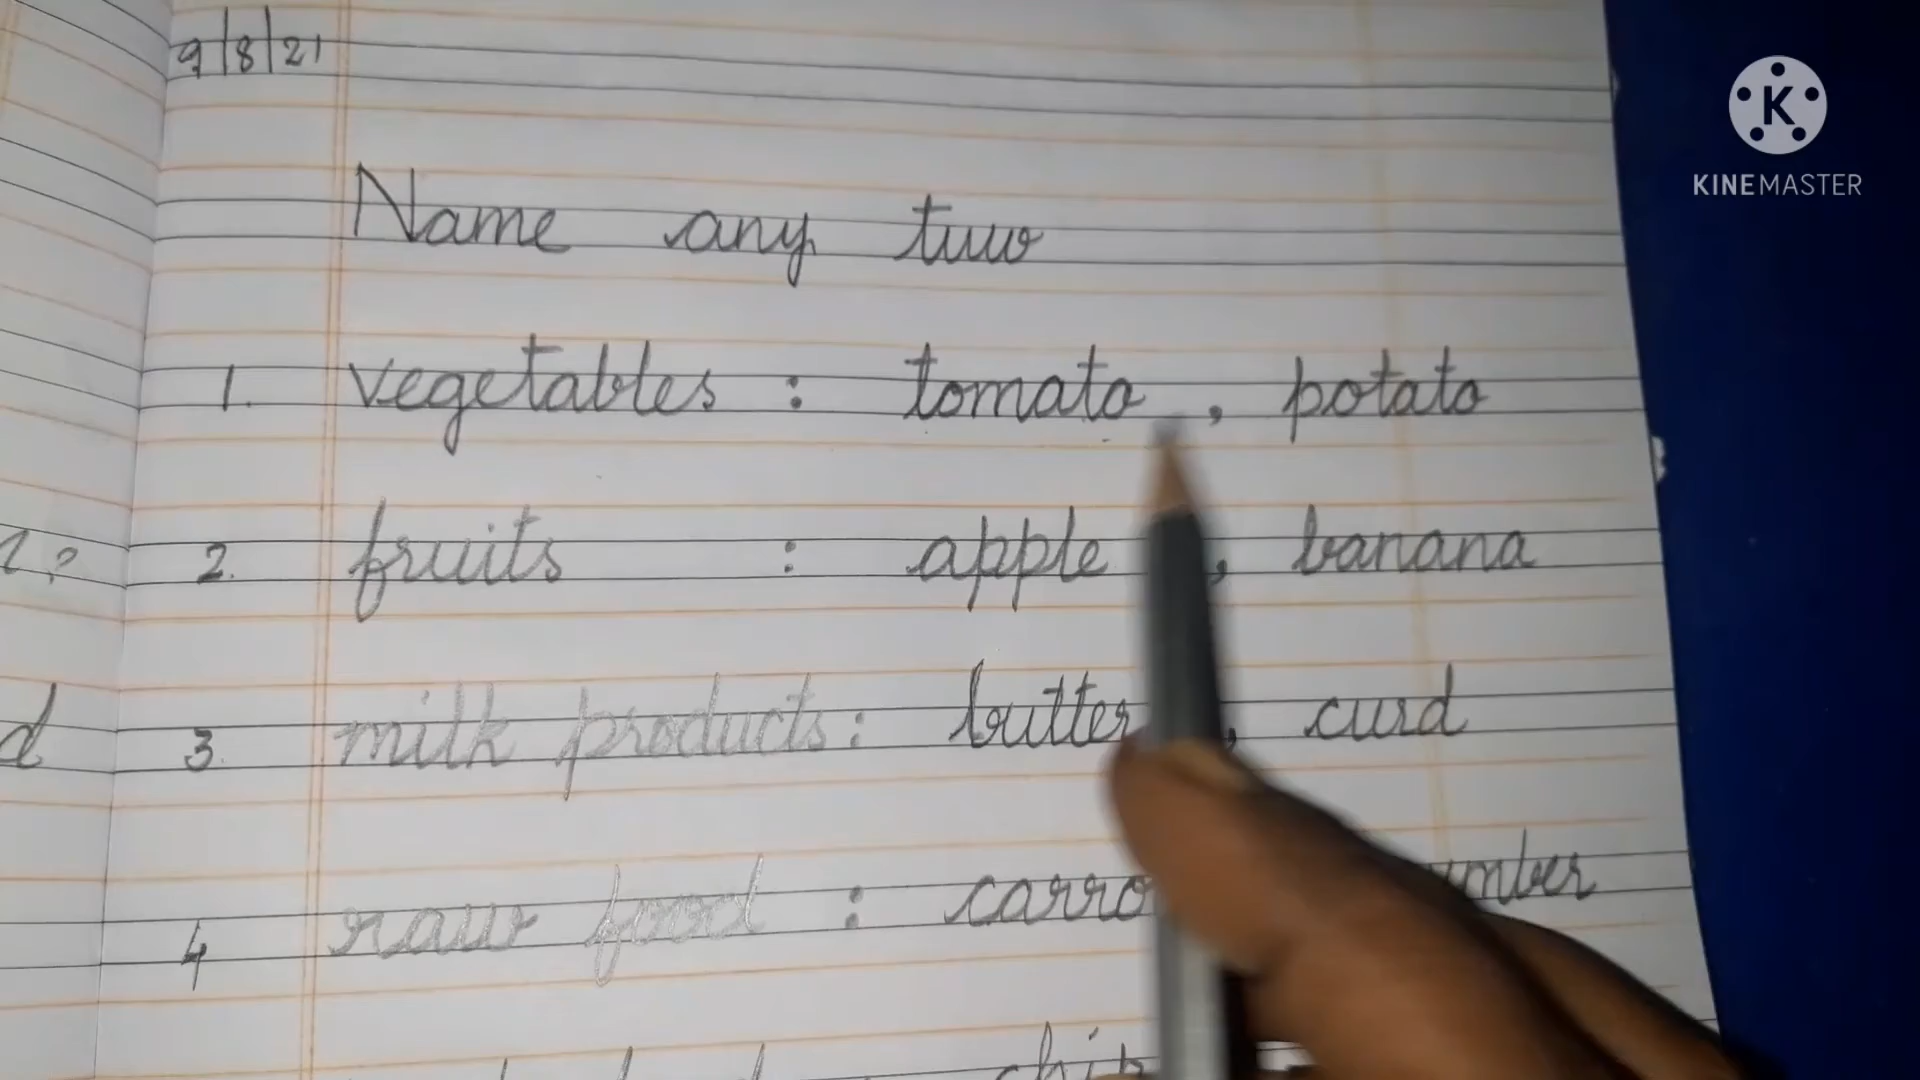 9/8/21
Name any two
1. vegetables : tomato , potato
2. fruits : apple , banana
3. milk products : butter , curd
4 raw food : carro
d
K
KINEMASTER